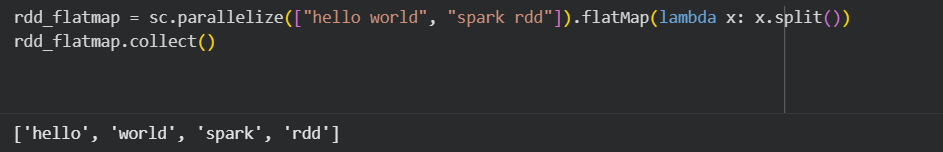 rdd_flatmap = sc.parallelize(["hello world", "spark rdd"]).flatMap(lambda x: x.split())
rdd_flatmap.collect()
['hello', 'world', 'spark', 'rdd']